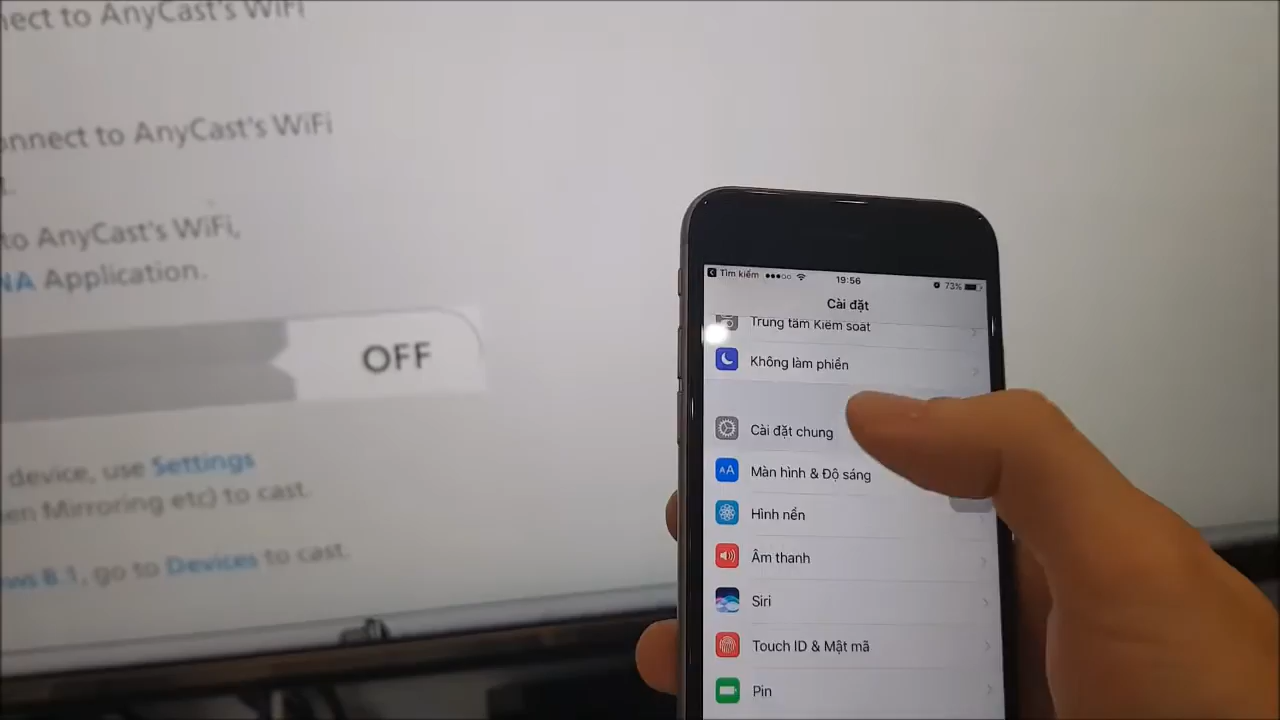 nect to AnyCast's WiFi
onnect to AnyCast's WiFi
to AnyCast's WiFi,
NA Application.
OFF
device, use Settings
en Mirroring etc) to cast.
ws 8.1, go to Devices to cast.
Tìm kiếm
19:56
73%
Cài đặt
Trung tâm Kiểm soát
Không làm phiền
Cài đặt chung
AA
Màn hình & Độ sáng
Hình nền
Âm thanh
Siri
Touch ID & Mật mã
Pin